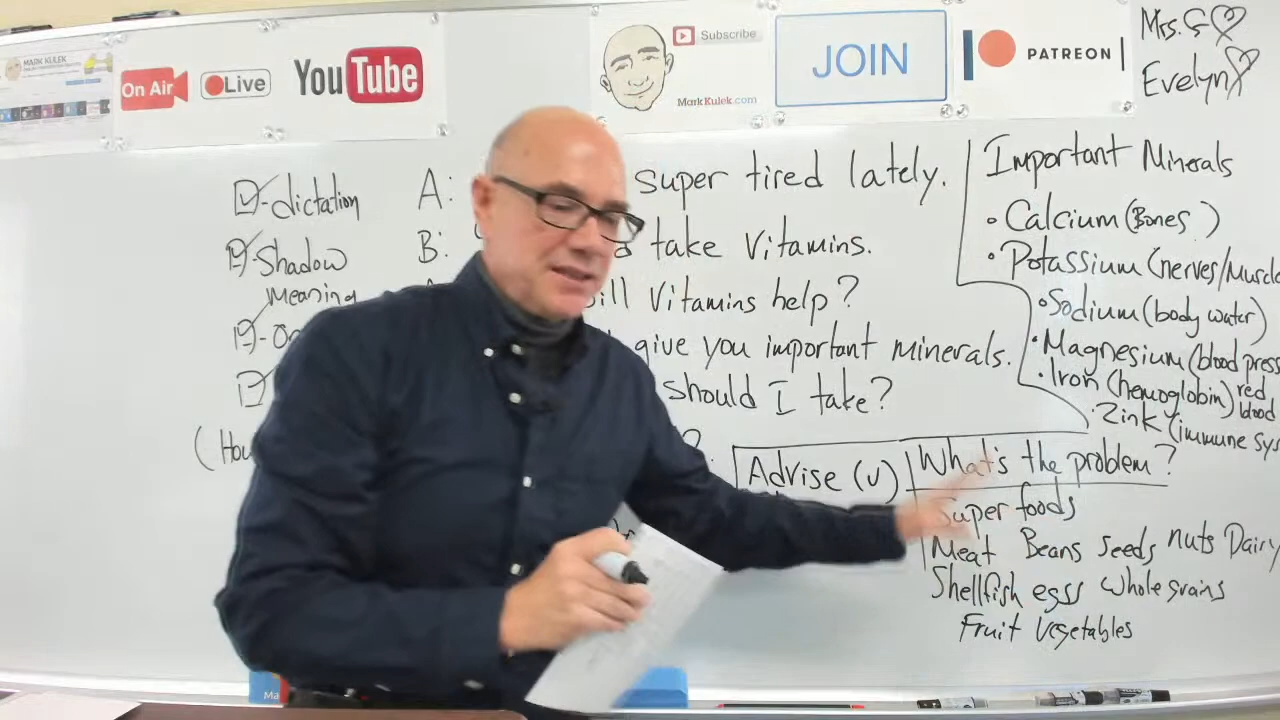 MARK KULEK
On Air
Live
YouTube
Subscribe
MarkKulek.com
JOIN
PATREON
Mrs. S
Evelyn
-dictation
-Shadow
Meaning
A: super tired lately.
B: take Vitamins.
ill Vitamins help?
give you important minerals.
should I take?
(Hou
?
Important Minerals
• Calcium (Bones )
• Potassium (nerves/Muscle
• Sodium (body water)
• Magnesium (blood press
• Iron (hemoglobin) red blood
• Zink (immune sys
Advise (v)
What's the problem?
Super foods
Meat Beans seeds nuts Dairy
Shellfish eggs whole grains
Fruit Vegetables
Ma